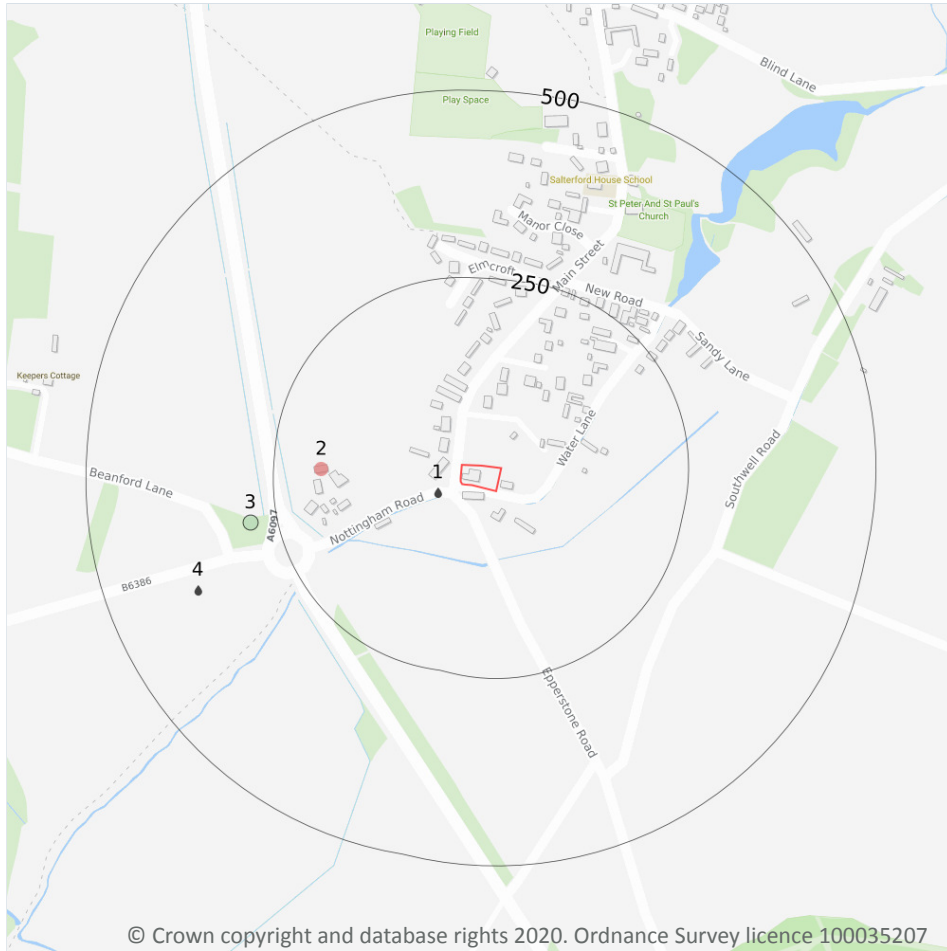 Playing Field
Blind Lane
500
Play Space
Salterford House School
St Peter And St Paul's
Church
Manor Close
Main Street
Elmcroft
250
New Road
Sandy Lane
Keepers Cottage
Water Lane
2
Southwell Road
Beanford Lane
1
3
Nottingham Road
A6097
4
B6386
Epperstone Road
© Crown copyright and database rights 2020. Ordnance Survey licence 100035207